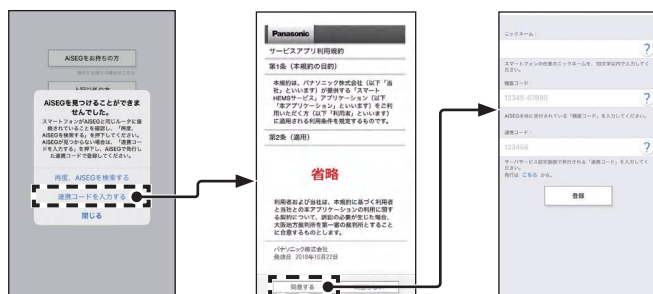 AiSEGをお持ちの方
AiSEGを見つけることができま
せんでした。
スマートフォンがAiSEGと同じルータに接
続されていることを確認し、「再度、
AiSEGを検索する」を押下してください。
AiSEGが見つからない場合は、「連携コー
ドを入力する」を押下し、AiSEGで発行し
た連携コードで登録してください。
再度、AiSEGを検索する
連携コードを入力する
閉じる
Panasonic
サービスアプリ利用規約
第1条（本規約の目的）
本規約は、パナソニック株式会社（以下「当
社」といいます）が提供する「スマート
HEMSサービス」アプリケーション（以下
「本アプリケーション」といいます）をご利
用いただく方（以下「利用者」といいます）
に適用される利用条件を規定するものです。
第2条（適用）
省略
利用者および当社は、本規約に基づく利用者
と当社との本アプリケーションの利用に関す
る契約について、訴訟の必要が生じた場合、
大阪地方裁判所を第一審の裁判所とすること
に合意するものとします。
パナソニック株式会社
発効日 2018年10月22日
同意する
ニックネーム：
?
スマートフォンの任意のニックネームを、10文字以内で入力してく
ださい。
機器コード：
12345-67890
?
AiSEG本体に添付されている「機器コード」を入力してください。
連携コード：
123456
?
サーバサービス設定画面で発行される「連携コード」を入力してく
ださい。
発行は こちら から。
登録